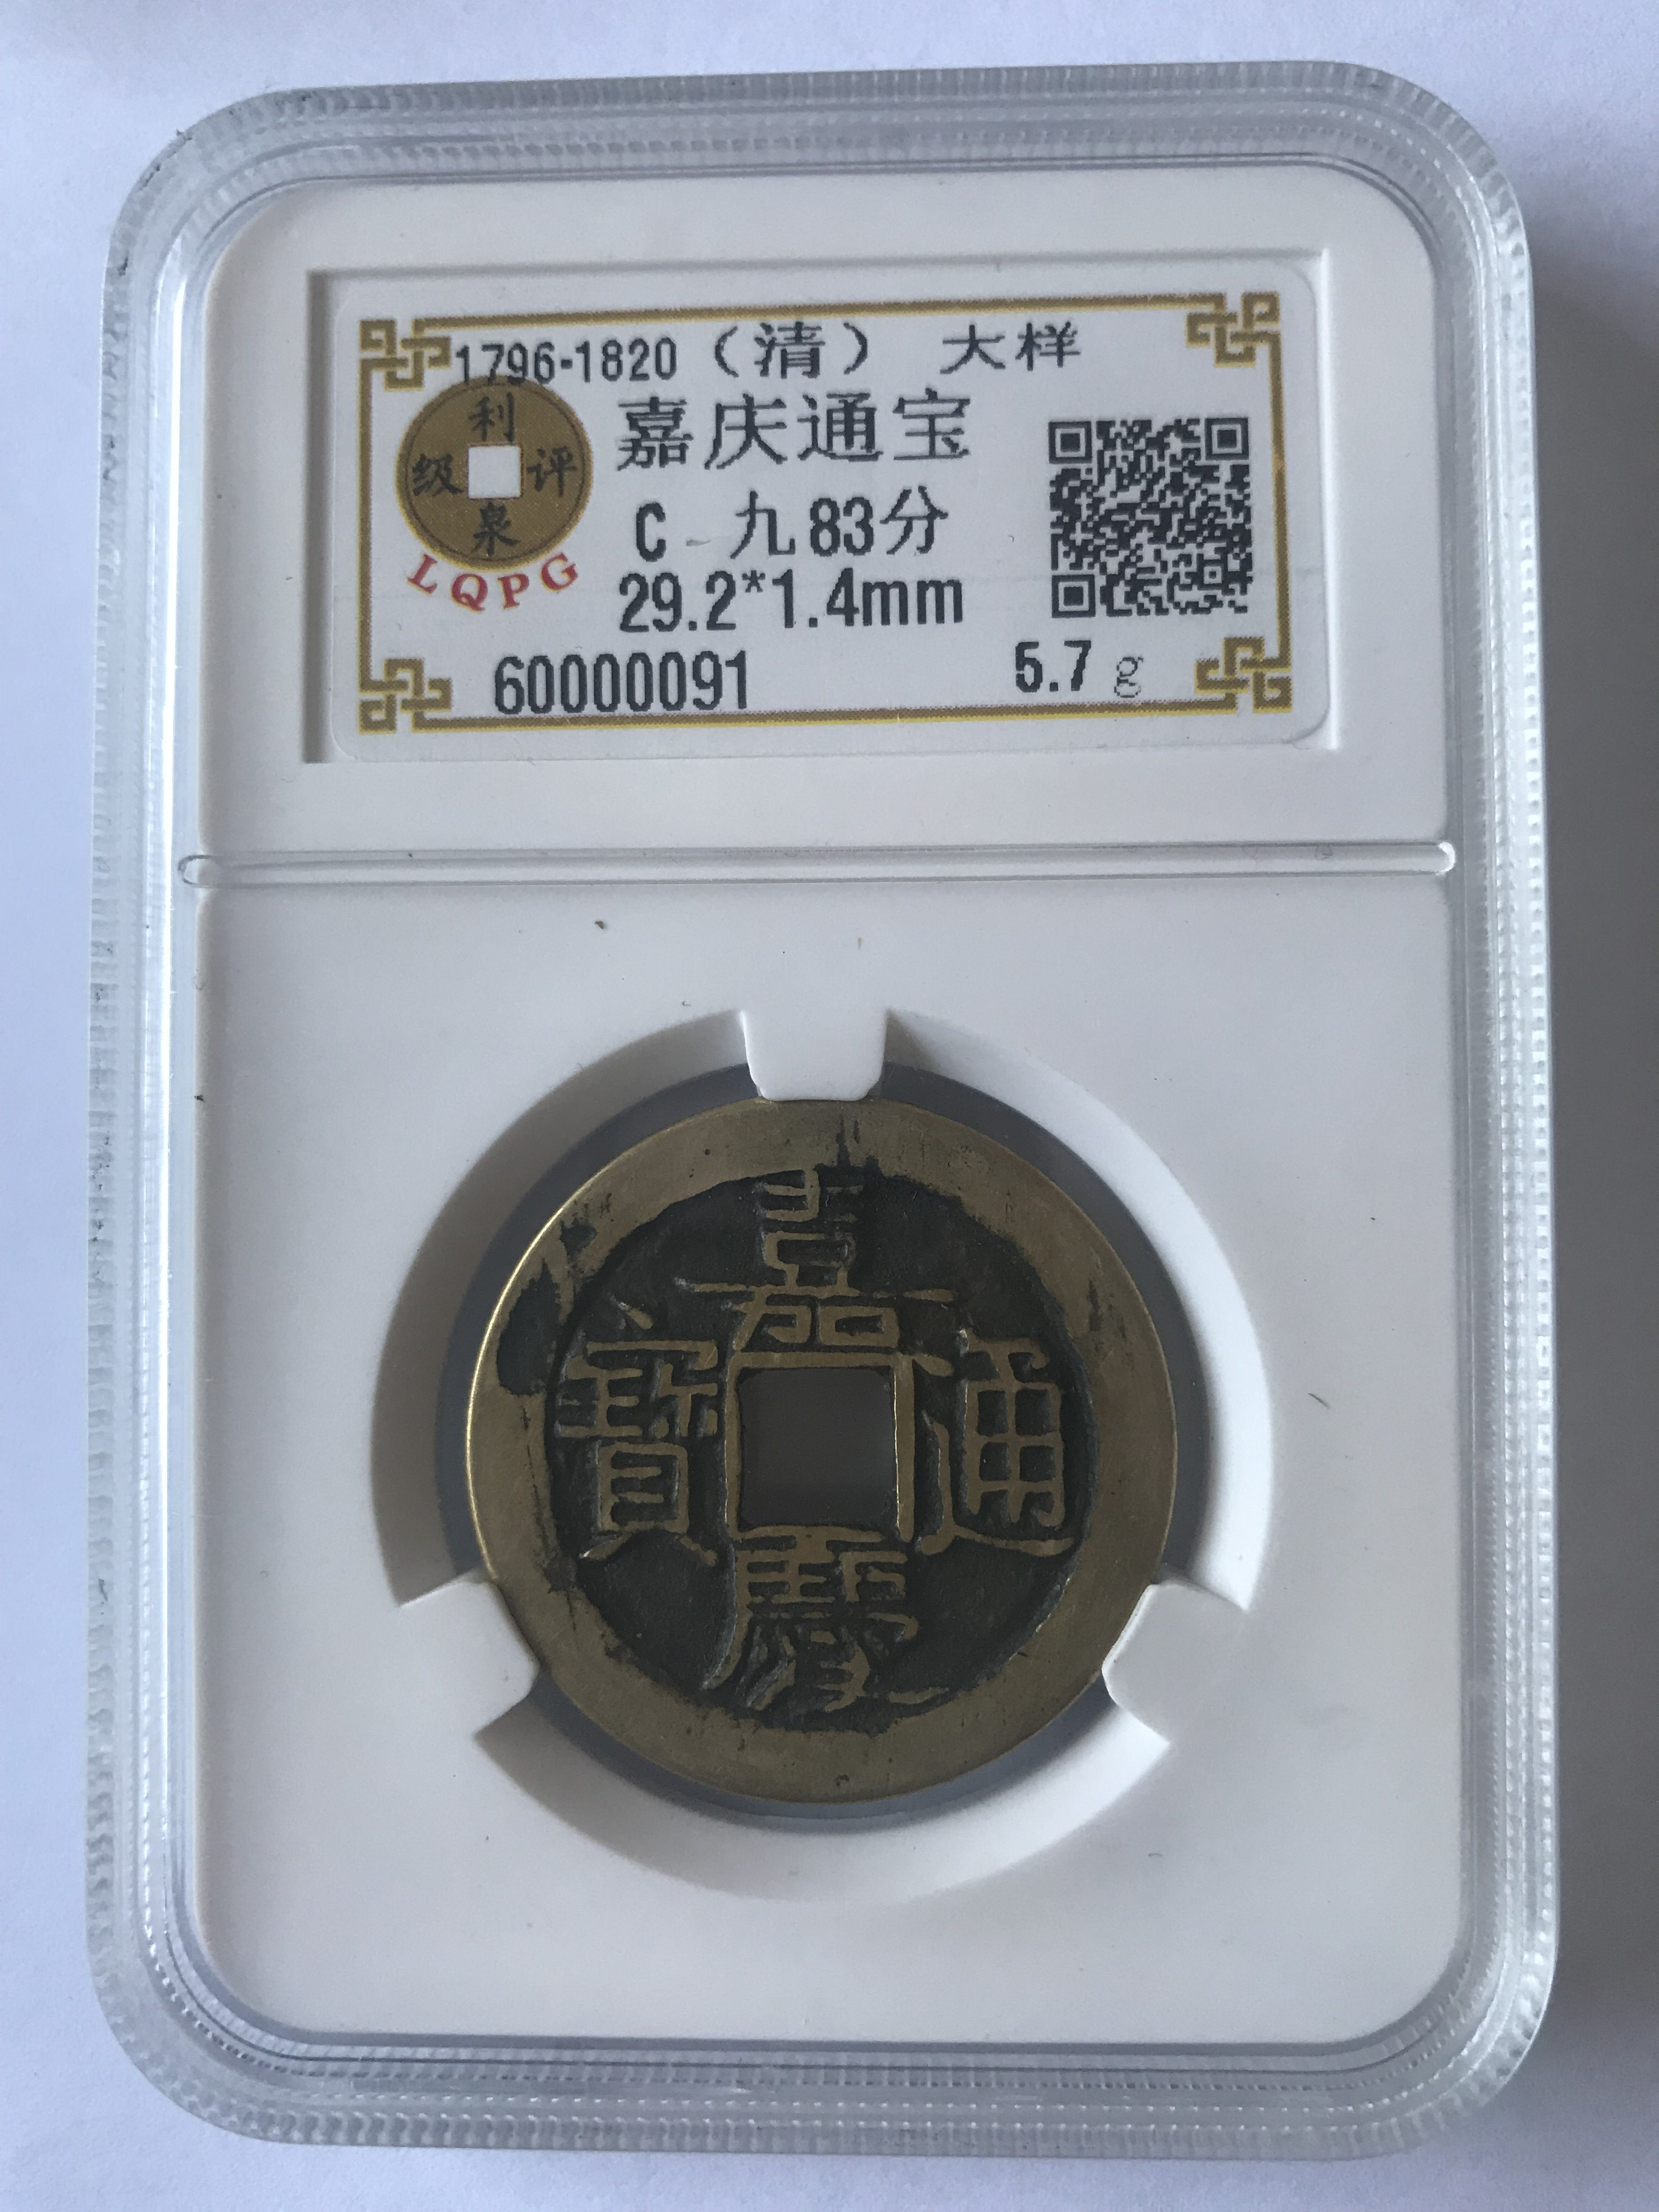 1796-1820（清） 大样
利泉评级
LQPG
嘉庆通宝
C 九 83分
29.2*1.4mm
60000091
5.7 g
嘉慶通寶